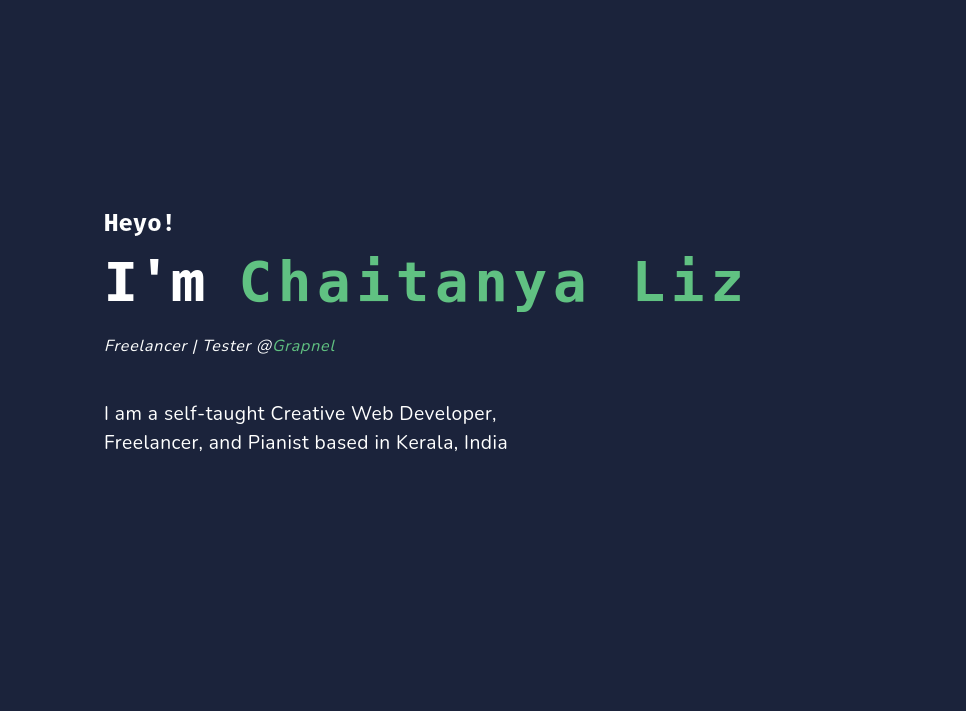 Heyo!
I'm Chaitanya Liz
Freelancer | Tester @Grapnel
I am a self-taught Creative Web Developer,
Freelancer, and Pianist based in Kerala, India